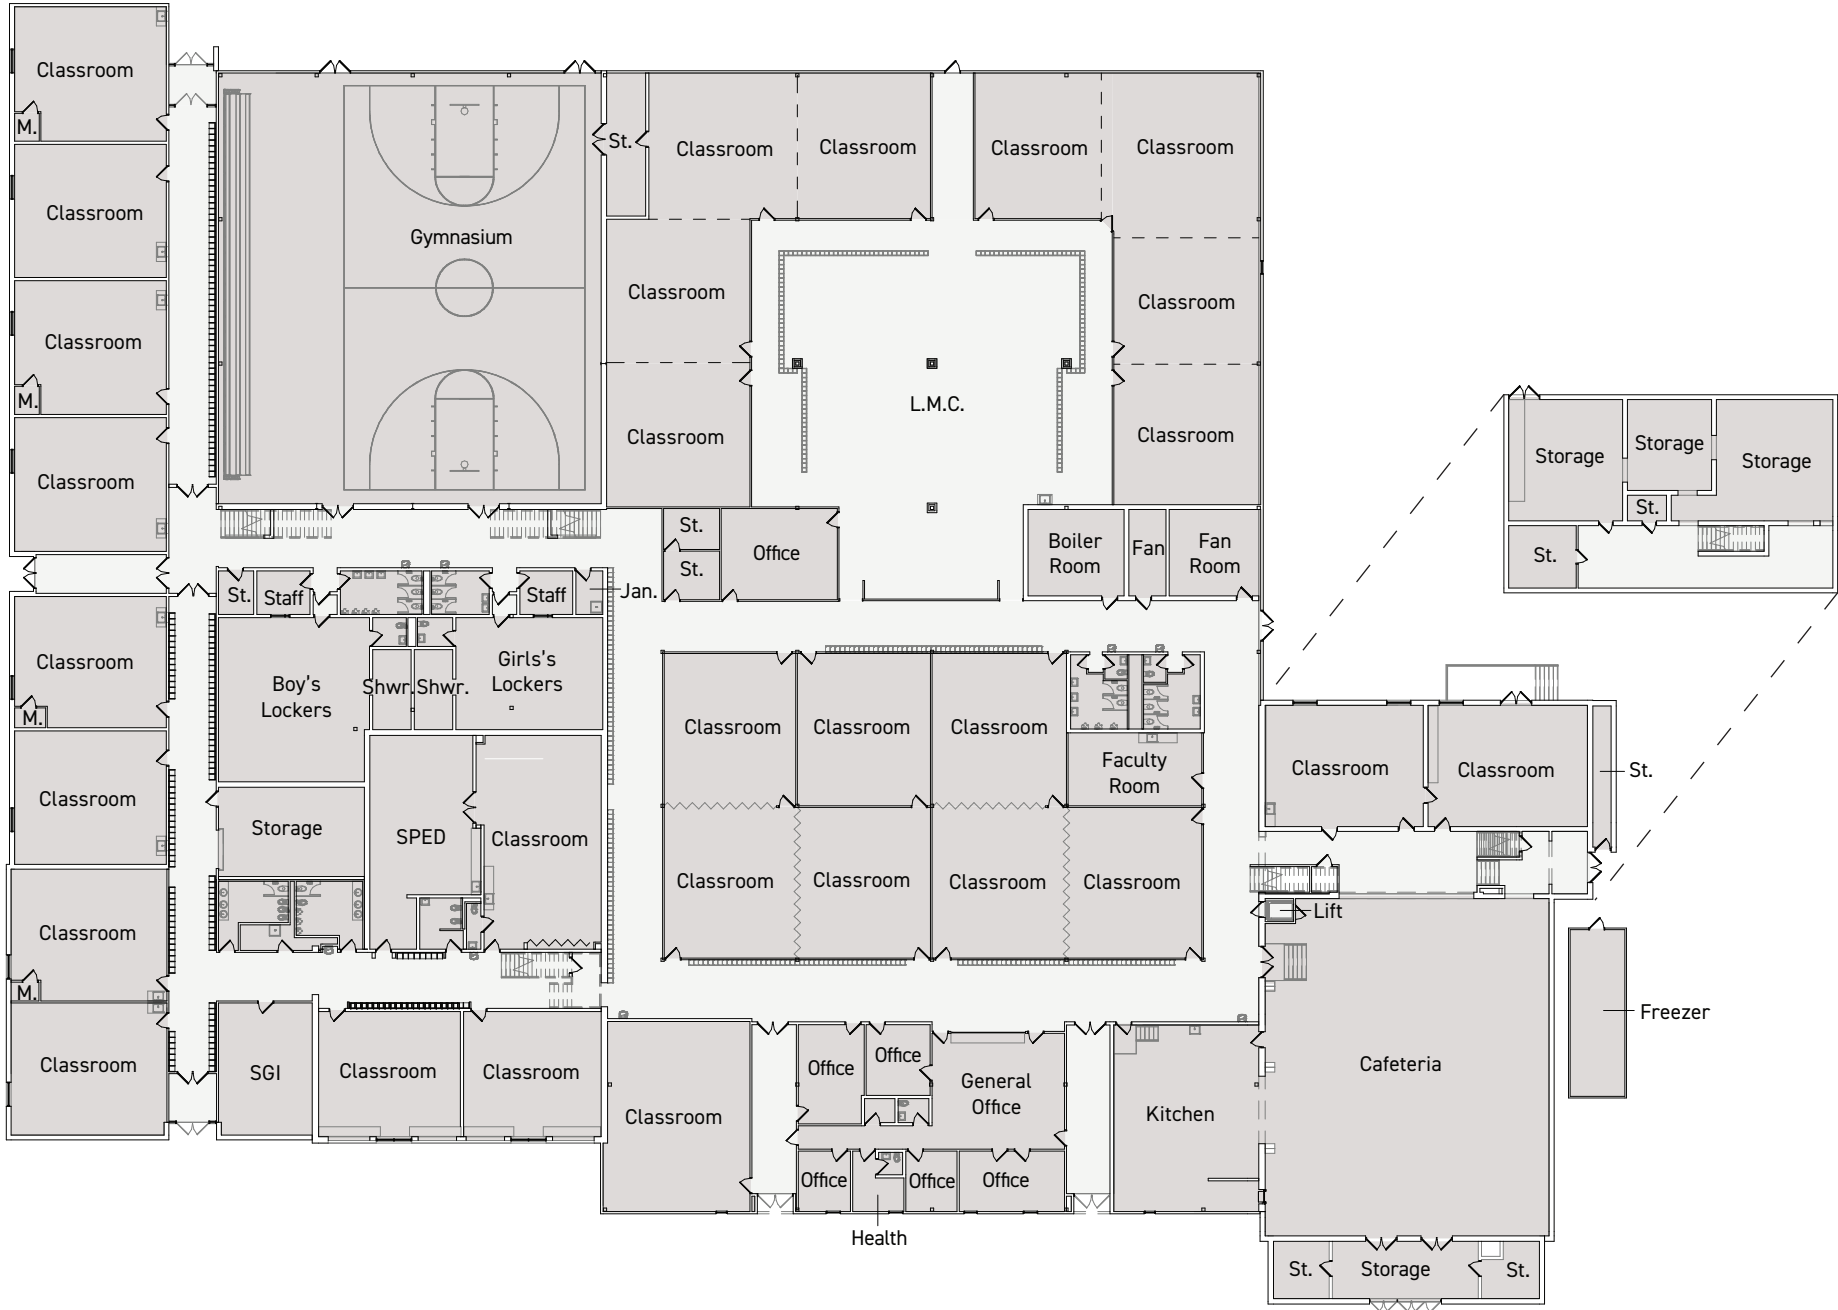 Classroom
M.
Classroom
Classroom
M.
Classroom
Classroom
M.
Classroom
Classroom
M.
Classroom
Gymnasium
St.
Classroom
Classroom
Classroom
Classroom
Classroom
Classroom
Classroom
Classroom
L.M.C.
St.
St.
Office
Boiler
Room
Fan
Fan
Room
St.
Staff
Staff
Jan.
Boy's
Lockers
Shwr.
Shwr.
Girls's
Lockers
Storage
SPED
Classroom
Classroom
Classroom
Classroom
Faculty
Room
Classroom
Classroom
Classroom
Classroom
Storage
Storage
Storage
St.
St.
Classroom
Classroom
St.
Lift
Freezer
Cafeteria
SGI
Classroom
Classroom
Classroom
Office
Office
General
Office
Kitchen
Office
Health
Office
Office
St.
Storage
St.